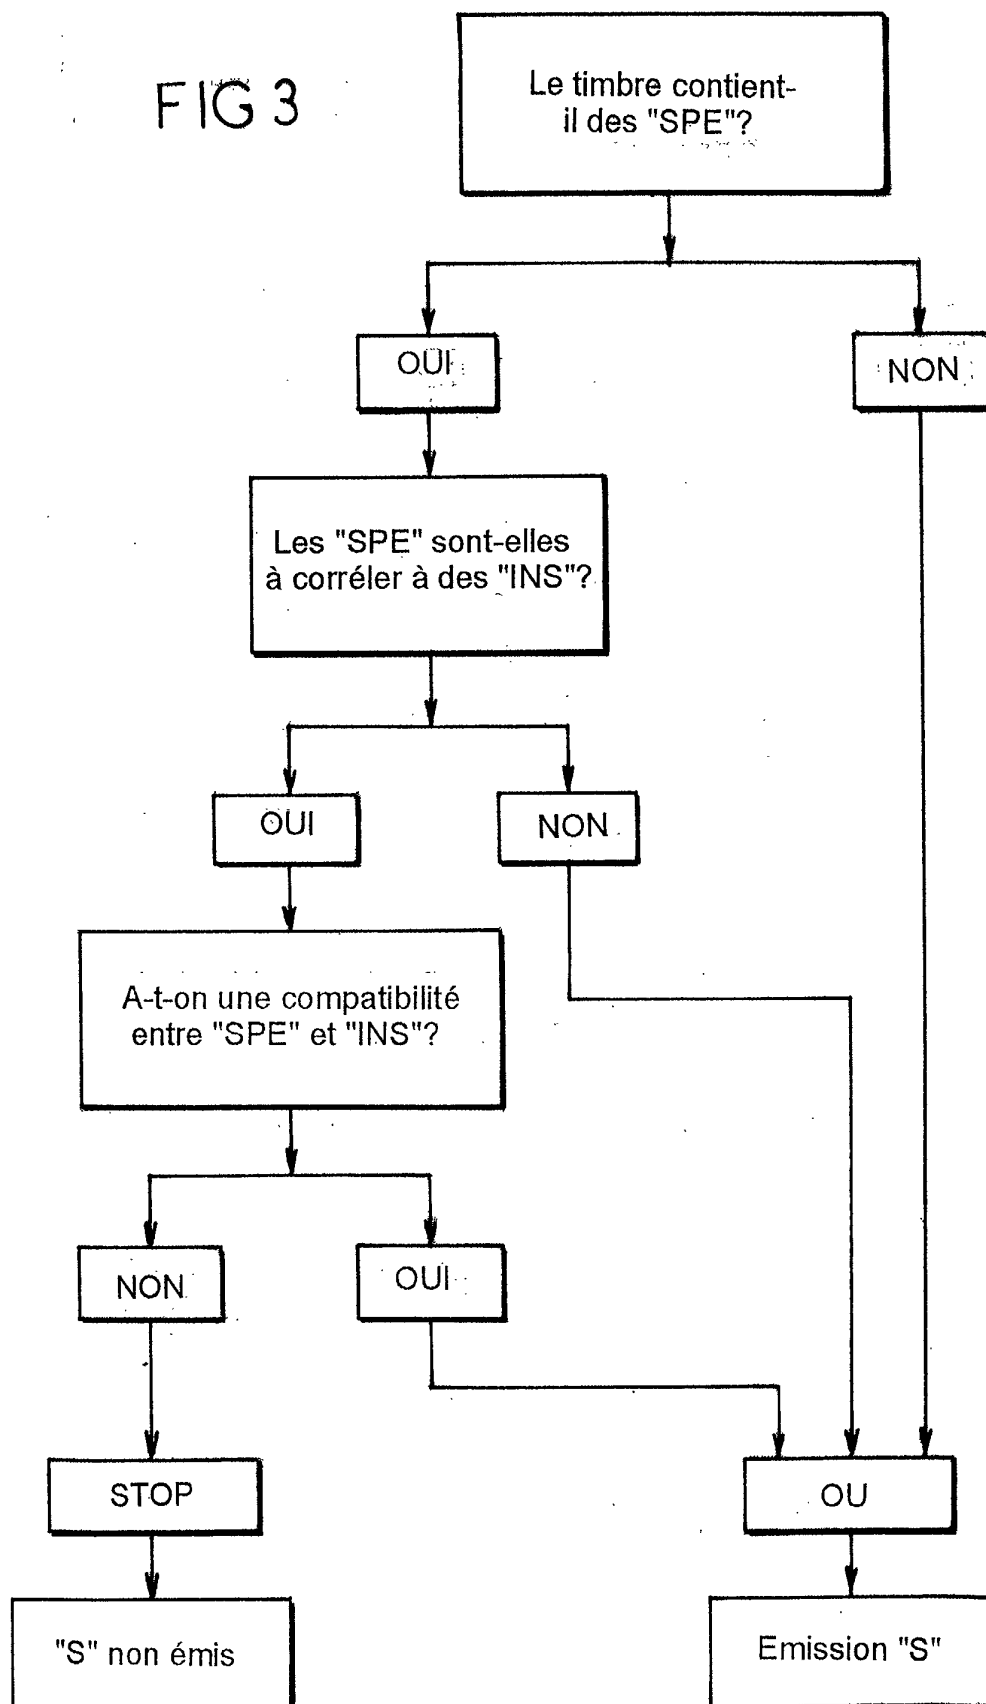 FIG 3
Le timbre contient-
il des "SPE"?
OUI
NON
Les "SPE" sont-elles
à corréler à des "INS"?
OUI
NON
A-t-on une compatibilité
entre "SPE" et "INS"?
NON
OUI
STOP
OU
"S" non émis
Emission "S"